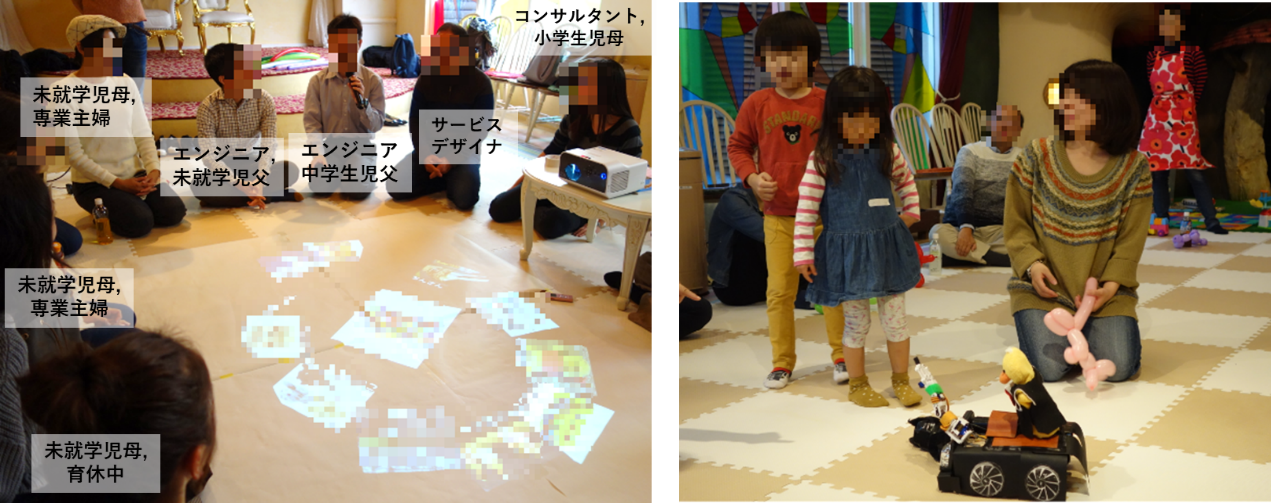 コンサルタント,
小学生児母
未就学児母,
専業主婦
エンジニア,
未就学児父
エンジニア
中学生児父
サービス
デザイナ
未就学児母,
専業主婦
未就学児母,
育休中
STANDARD